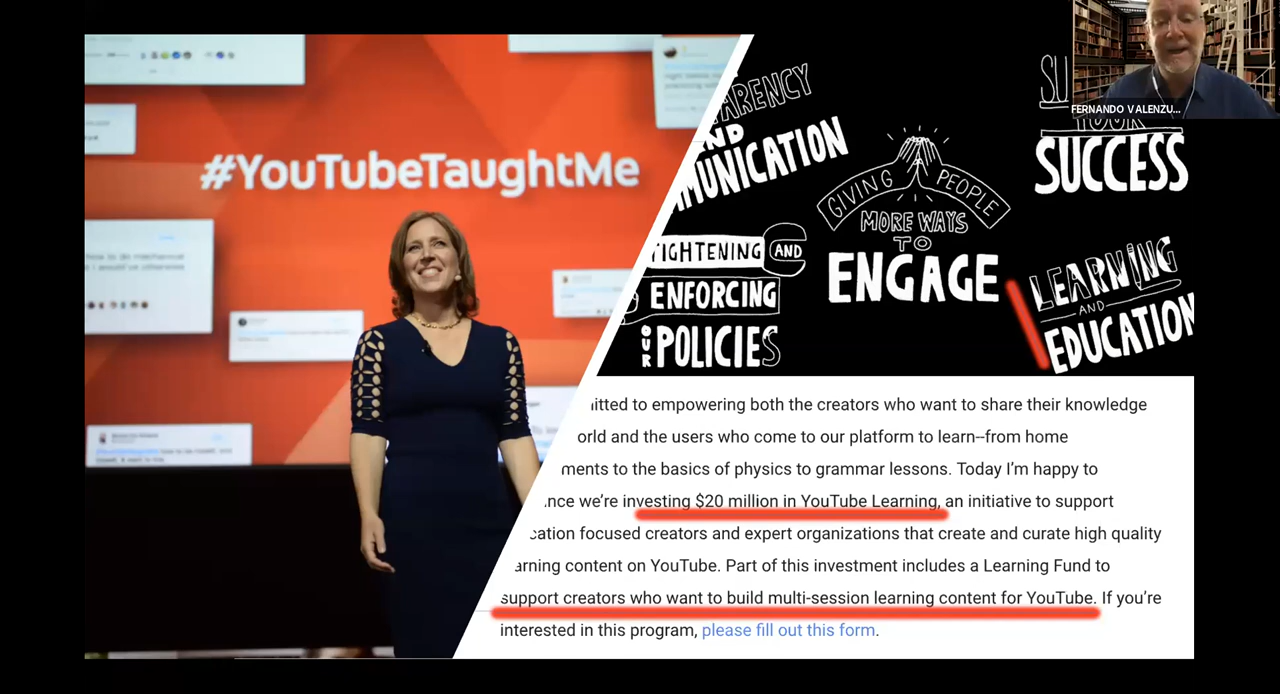 #YouTubeTaughtMe
FERNANDO VALENZU...
ARENCY
ND
MUNICATION
GIVING PEOPLE
MORE WAYS
TO
ENGAGE
YOUR
SUCCESS
TIGHTENING AND
ENFORCING
OUR
POLICIES
LEARNING
AND
EDUCATION
itted to empowering both the creators who want to share their knowledge
orld and the users who come to our platform to learn–from home
ments to the basics of physics to grammar lessons. Today I'm happy to
nce we're investing $20 million in YouTube Learning, an initiative to support
cation focused creators and expert organizations that create and curate high quality
arning content on YouTube. Part of this investment includes a Learning Fund to
support creators who want to build multi-session learning content for YouTube. If you're
interested in this program, please fill out this form.